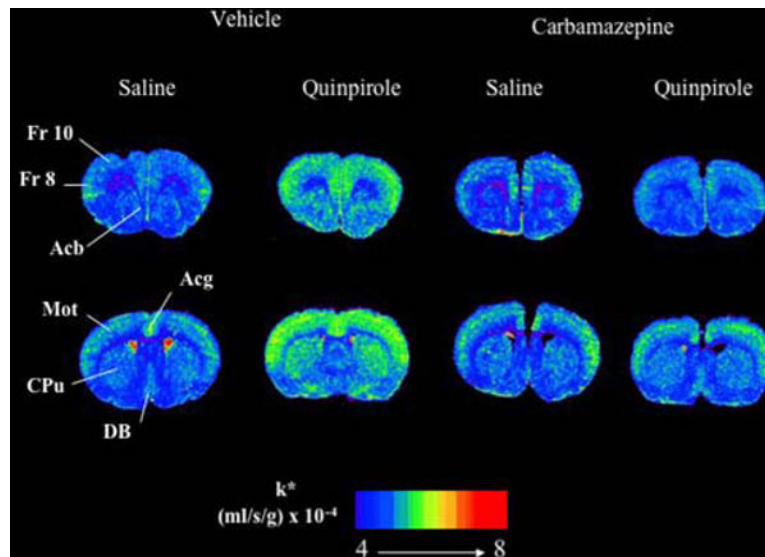 Vehicle
Carbamazepine
Saline
Quinpirole
Saline
Quinpirole
Fr 10
Fr 8
Acb
Acg
Mot
CPu
DB
k*
(ml/s/g) x 10⁻⁴
4
8